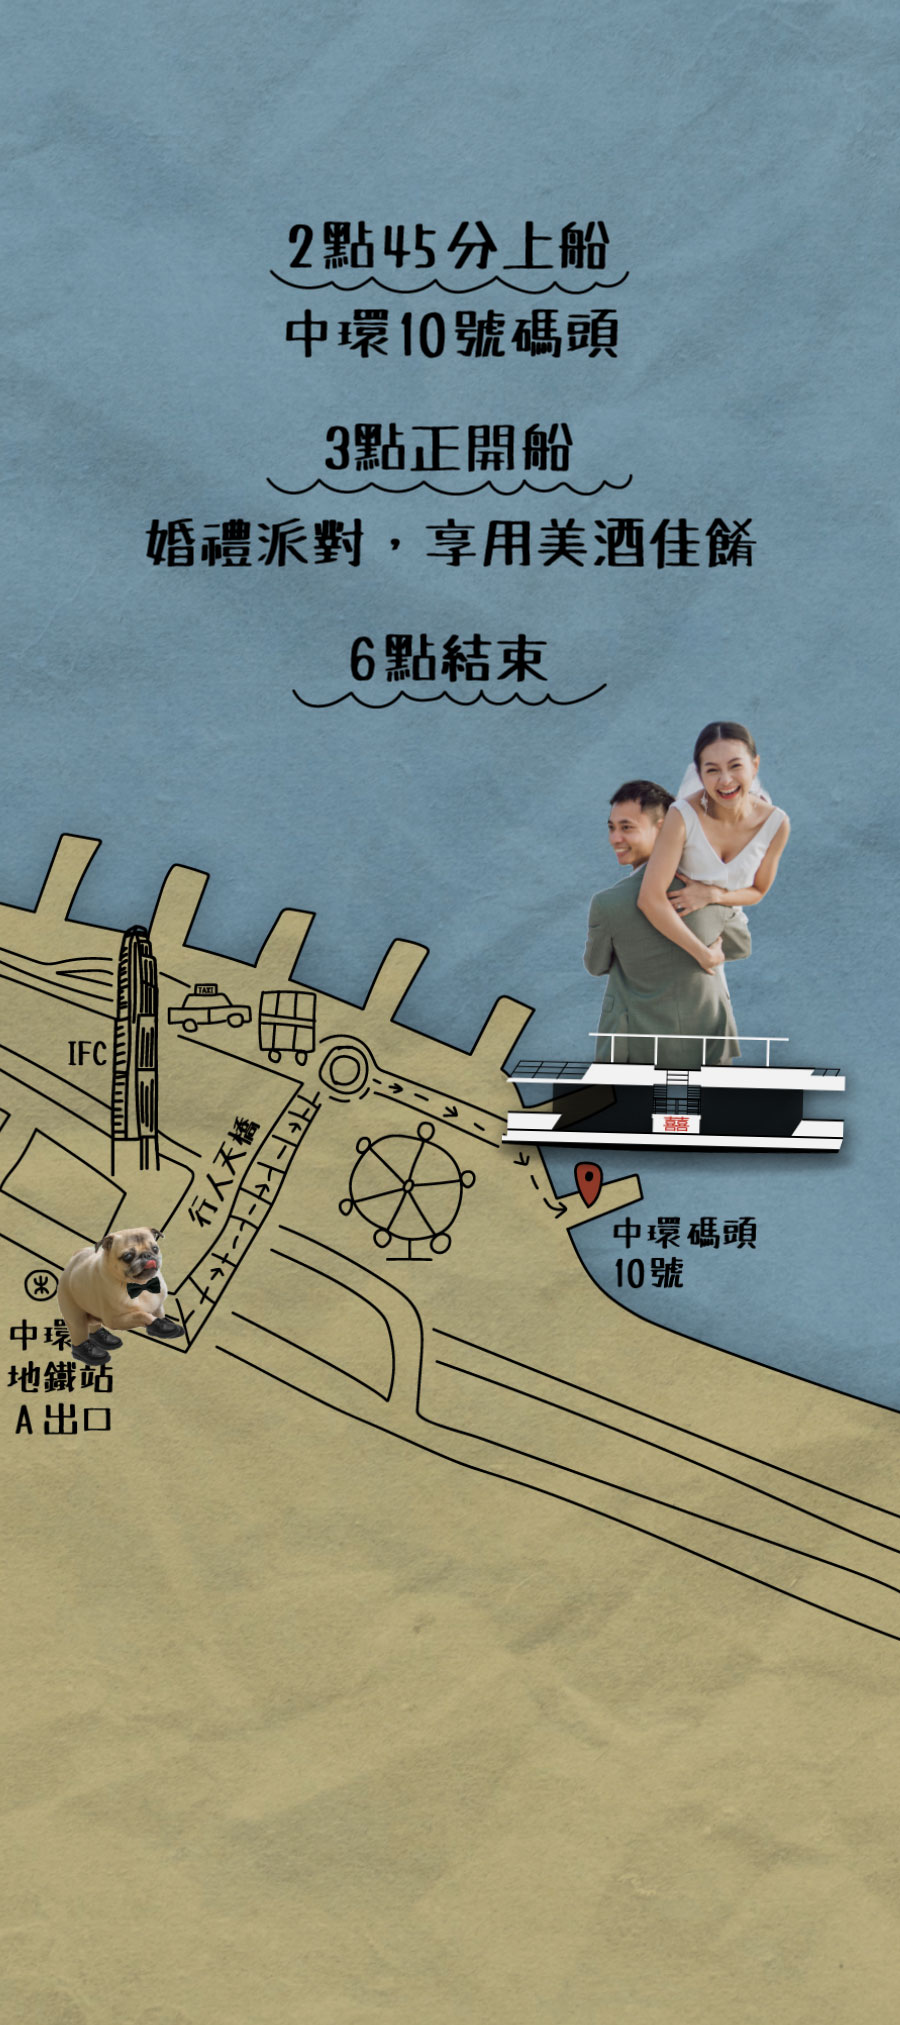 2點45分上船
中環10號碼頭
3點正開船
婚禮派對，享用美酒佳餚
6點結束
TAXI
IFC
行人天橋
囍
中環碼頭
10號
中環
地鐵站
A出口